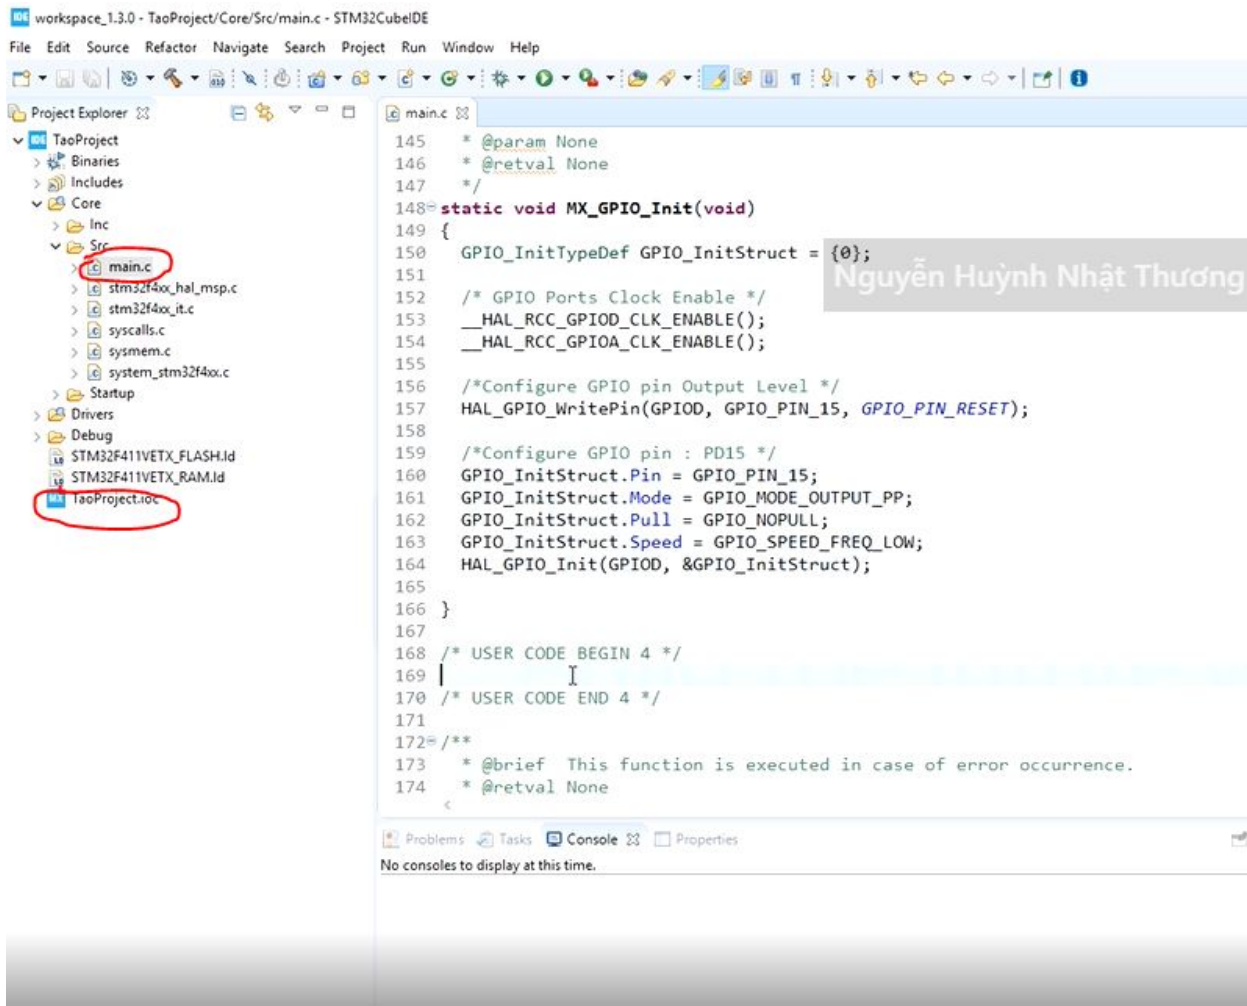 workspace_1.3.0 - TaoProject/Core/Src/main.c - STM32CubeIDE
File Edit Source Refactor Navigate Search Project Run Window Help
Project Explorer
TaoProject
Binaries
Includes
Core
Inc
Src
main.c
stm32f4xx_hal_msp.c
stm32f4xx_it.c
syscalls.c
sysmem.c
system_stm32f4xx.c
Startup
Drivers
Debug
STM32F411VETX_FLASH.ld
STM32F411VETX_RAM.ld
TaoProject.ioc
main.c
145 * @param None
146 * @retval None
147 */
148 static void MX_GPIO_Init(void)
149 {
150 GPIO_InitTypeDef GPIO_InitStruct = {0};
Nguyễn Huỳnh Nhật Thương
151
152 /* GPIO Ports Clock Enable */
153 __HAL_RCC_GPIOD_CLK_ENABLE();
154 __HAL_RCC_GPIOA_CLK_ENABLE();
155
156 /*Configure GPIO pin Output Level */
157 HAL_GPIO_WritePin(GPIOD, GPIO_PIN_15, GPIO_PIN_RESET);
158
159 /*Configure GPIO pin : PD15 */
160 GPIO_InitStruct.Pin = GPIO_PIN_15;
161 GPIO_InitStruct.Mode = GPIO_MODE_OUTPUT_PP;
162 GPIO_InitStruct.Pull = GPIO_NOPULL;
163 GPIO_InitStruct.Speed = GPIO_SPEED_FREQ_LOW;
164 HAL_GPIO_Init(GPIOD, &GPIO_InitStruct);
165
166 }
167
168 /* USER CODE BEGIN 4 */
169
170 /* USER CODE END 4 */
171
172 /**
173 * @brief This function is executed in case of error occurrence.
174 * @retval None
Problems Tasks Console Properties
No consoles to display at this time.